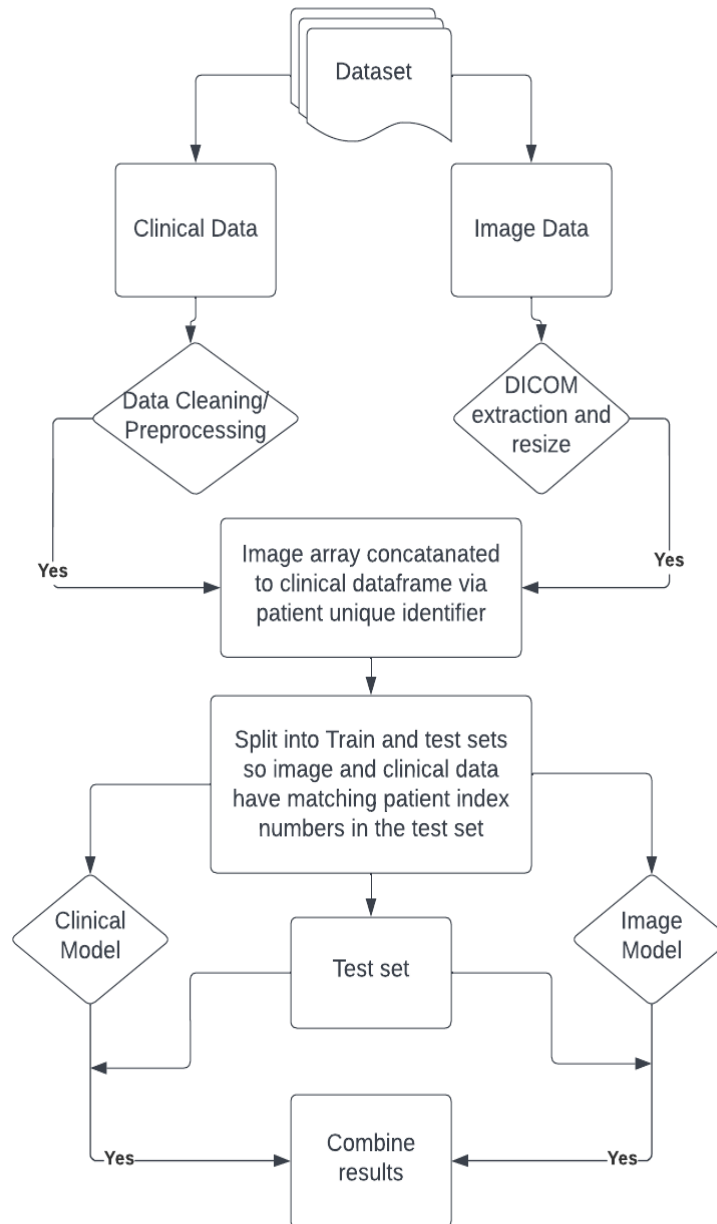 Dataset
Clinical Data
Image Data
Data Cleaning/
Preprocessing
DICOM
extraction and
resize
Yes
Yes
Image array concatanated
to clinical dataframe via
patient unique identifier
Split into Train and test sets
so image and clinical data
have matching patient index
numbers in the test set
Clinical
Model
Image
Model
Test set
Yes
Yes
Combine
results